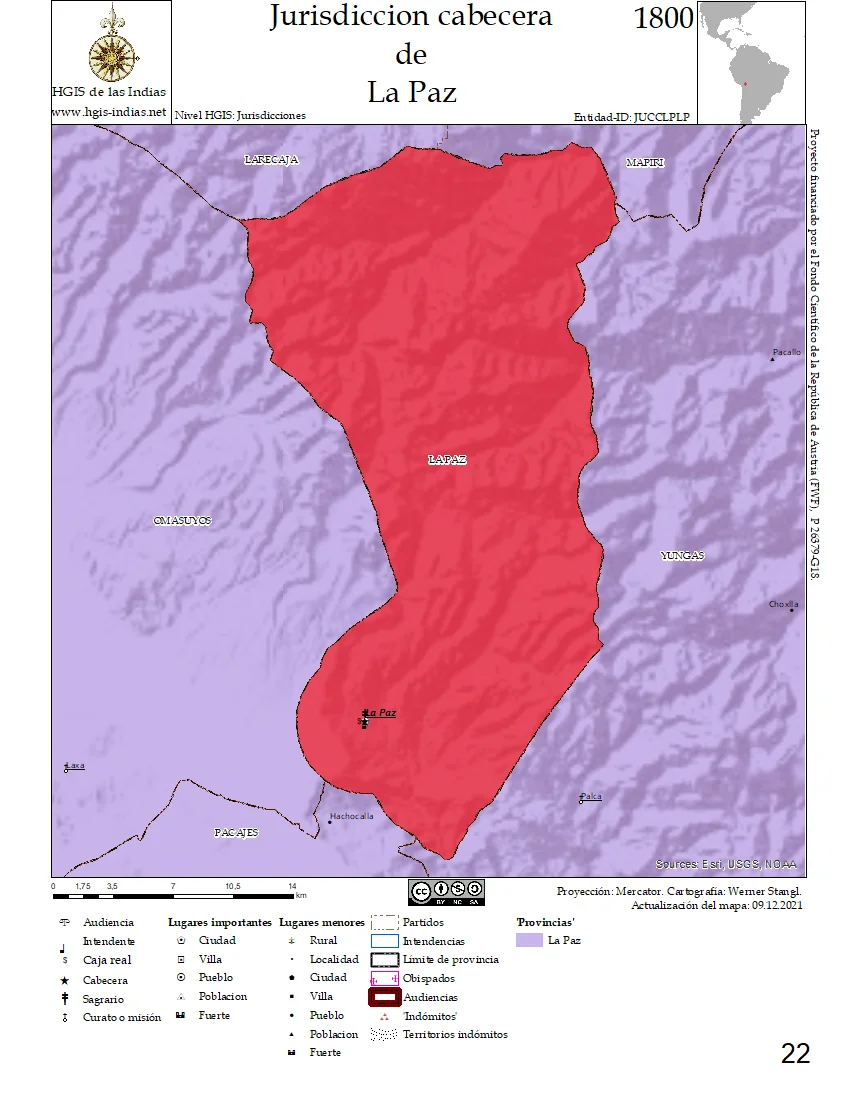 Jurisdiccion cabecera
de
La Paz
1800
HGIS de las Indias
www.hgis-indias.net
Nivel HGIS: Jurisdicciones
Entidad-ID: JUCCLPLP
LARECAJA
MAPIRI
Pacallo
LA PAZ
OMASUYOS
YUNGAS
Choxlla
La Paz
Laxa
Palca
Hachocalla
PACAJES
Sources: Esri, USGS, NOAA
Proyecto financiado por el Fondo Científico de la República de Austria (FWF), P 26379-G18.
0 1,75 3,5 7 10,5 14
km
CC BY NC SA
Proyección: Mercator. Cartografía: Werner Stangl.
Actualización del mapa: 09.12.2021
Audiencia
Intendente
Caja real
Cabecera
Sagrario
Curato o misión
Lugares importantes
Ciudad
Villa
Pueblo
Poblacion
Fuerte
Lugares menores
Rural
Localidad
Ciudad
Villa
Pueblo
Poblacion
Fuerte
Partidos
Intendencias
Límite de provincia
Obispados
Audiencias
'Indómitos'
Territorios indómitos
'Provincias'
La Paz
22